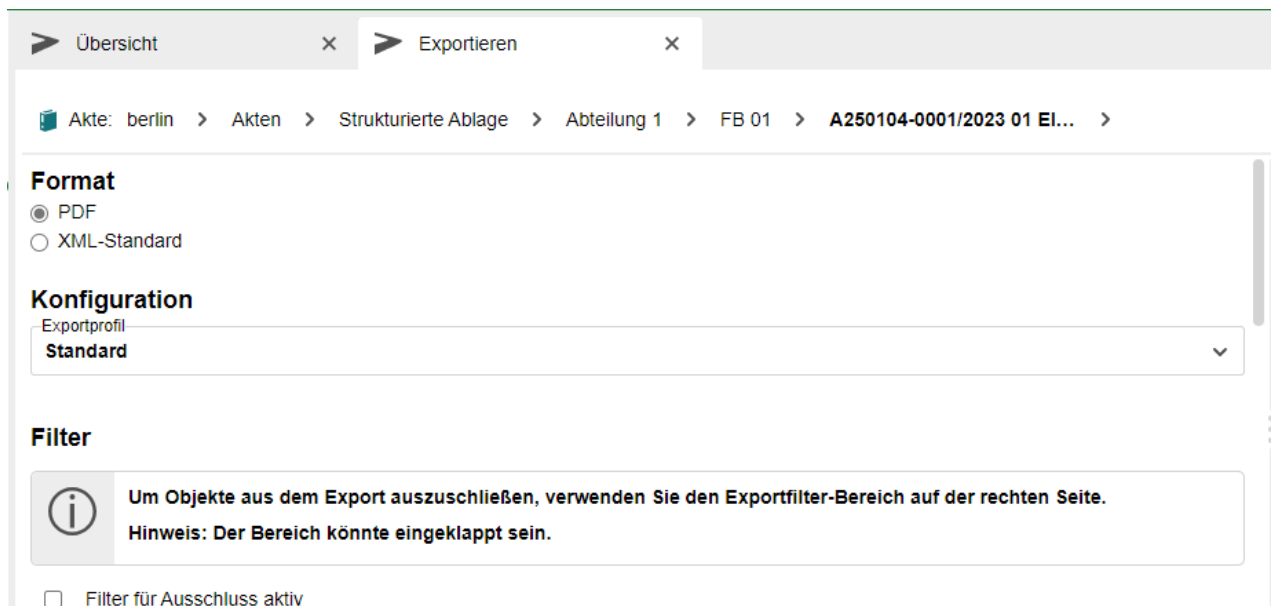 Übersicht
Exportieren
Akte: berlin > Akten > Strukturierte Ablage > Abteilung 1 > FB 01 > A250104-0001/2023 01 El... >
Format
PDF
XML-Standard
Konfiguration
Exportprofil
Standard
Filter
Um Objekte aus dem Export auszuschließen, verwenden Sie den Exportfilter-Bereich auf der rechten Seite.
Hinweis: Der Bereich könnte eingeklappt sein.
Filter für Ausschluss aktiv